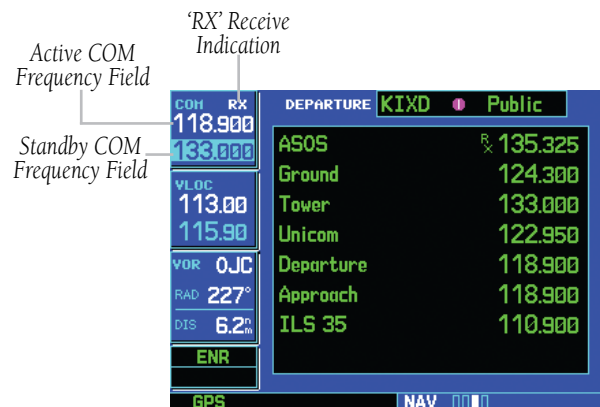 ‘RX’ Receive
Indication
Active COM
Frequency Field
Standby COM
Frequency Field
COM RX
118.900
133.000
VLOC
113.00
115.90
VOR OJC
RAD 227°
DIS 6.2nm
ENR
GPS
DEPARTURE KIXD Public
ASOS Rx 135.325
Ground 124.300
Tower 133.000
Unicom 122.950
Departure 118.900
Approach 118.900
ILS 35 110.900
NAV